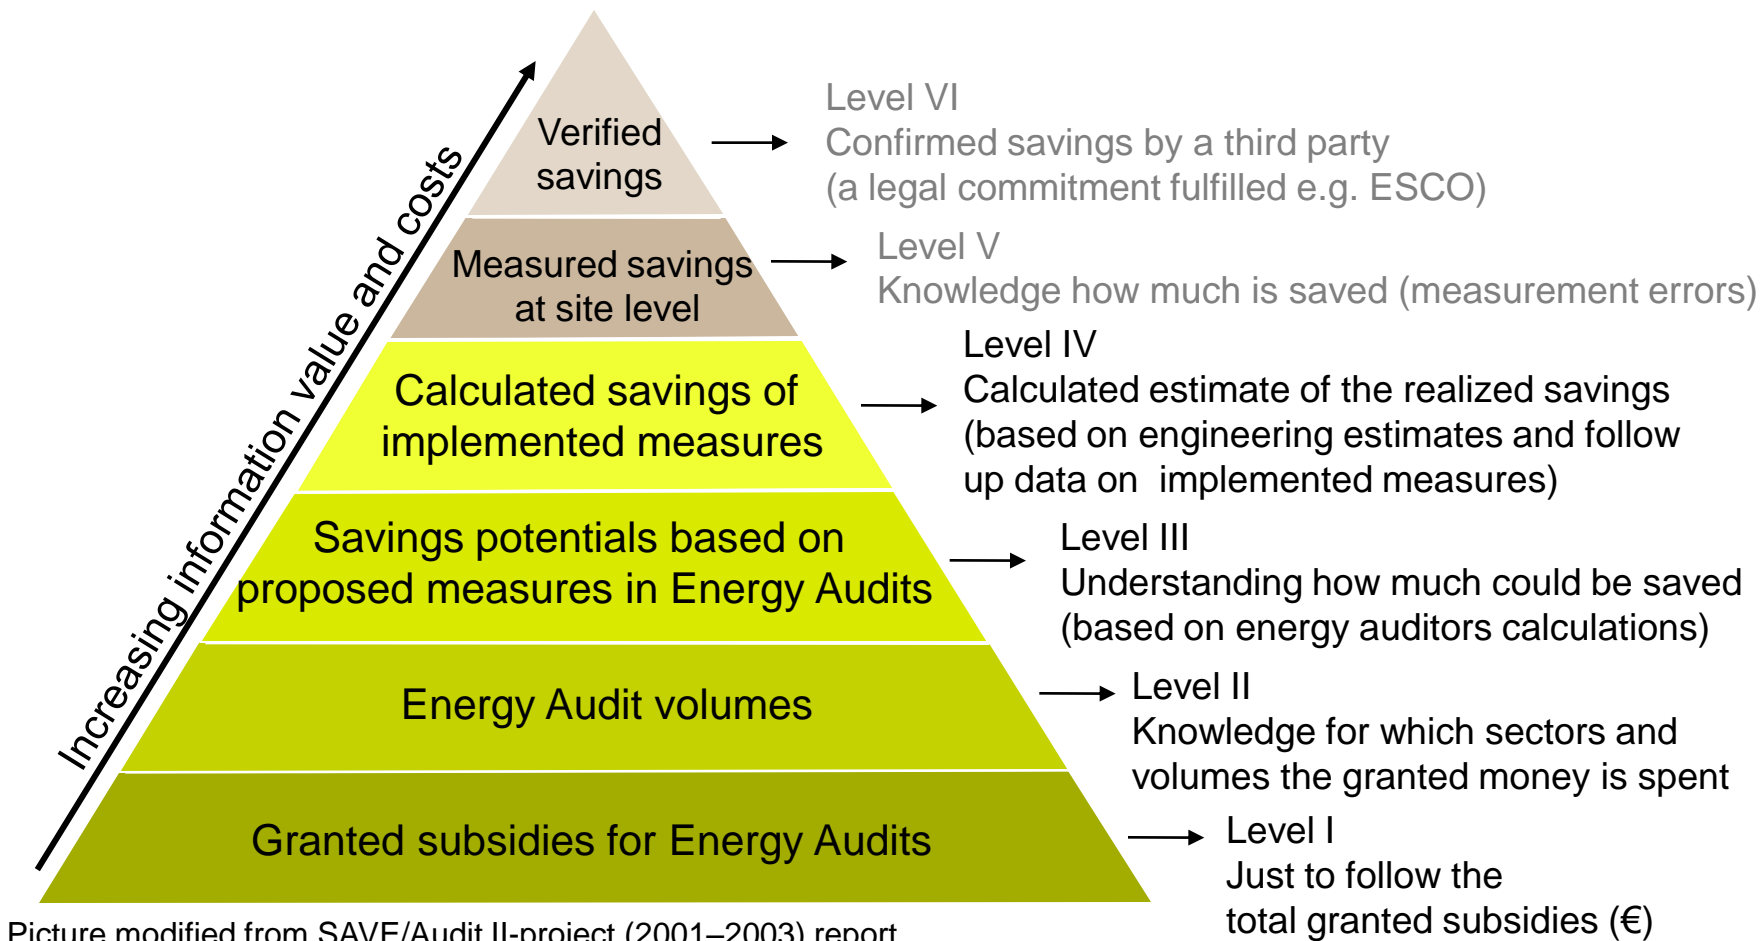 Increasing information value and costs
Verified
savings
Level VI
Confirmed savings by a third party
(a legal commitment fulfilled e.g. ESCO)
Measured savings
at site level
Level V
Knowledge how much is saved (measurement errors)
Calculated savings of
implemented measures
Level IV
Calculated estimate of the realized savings
(based on engineering estimates and follow
up data on  implemented measures)
Savings potentials based on
proposed measures in Energy Audits
Level III
Understanding how much could be saved
(based on energy auditors calculations)
Energy Audit volumes
Level II
Knowledge for which sectors and
volumes the granted money is spent
Granted subsidies for Energy Audits
Level I
Just to follow the
total granted subsidies (€)
Picture modified from SAVE/Audit II-project (2001–2003) report